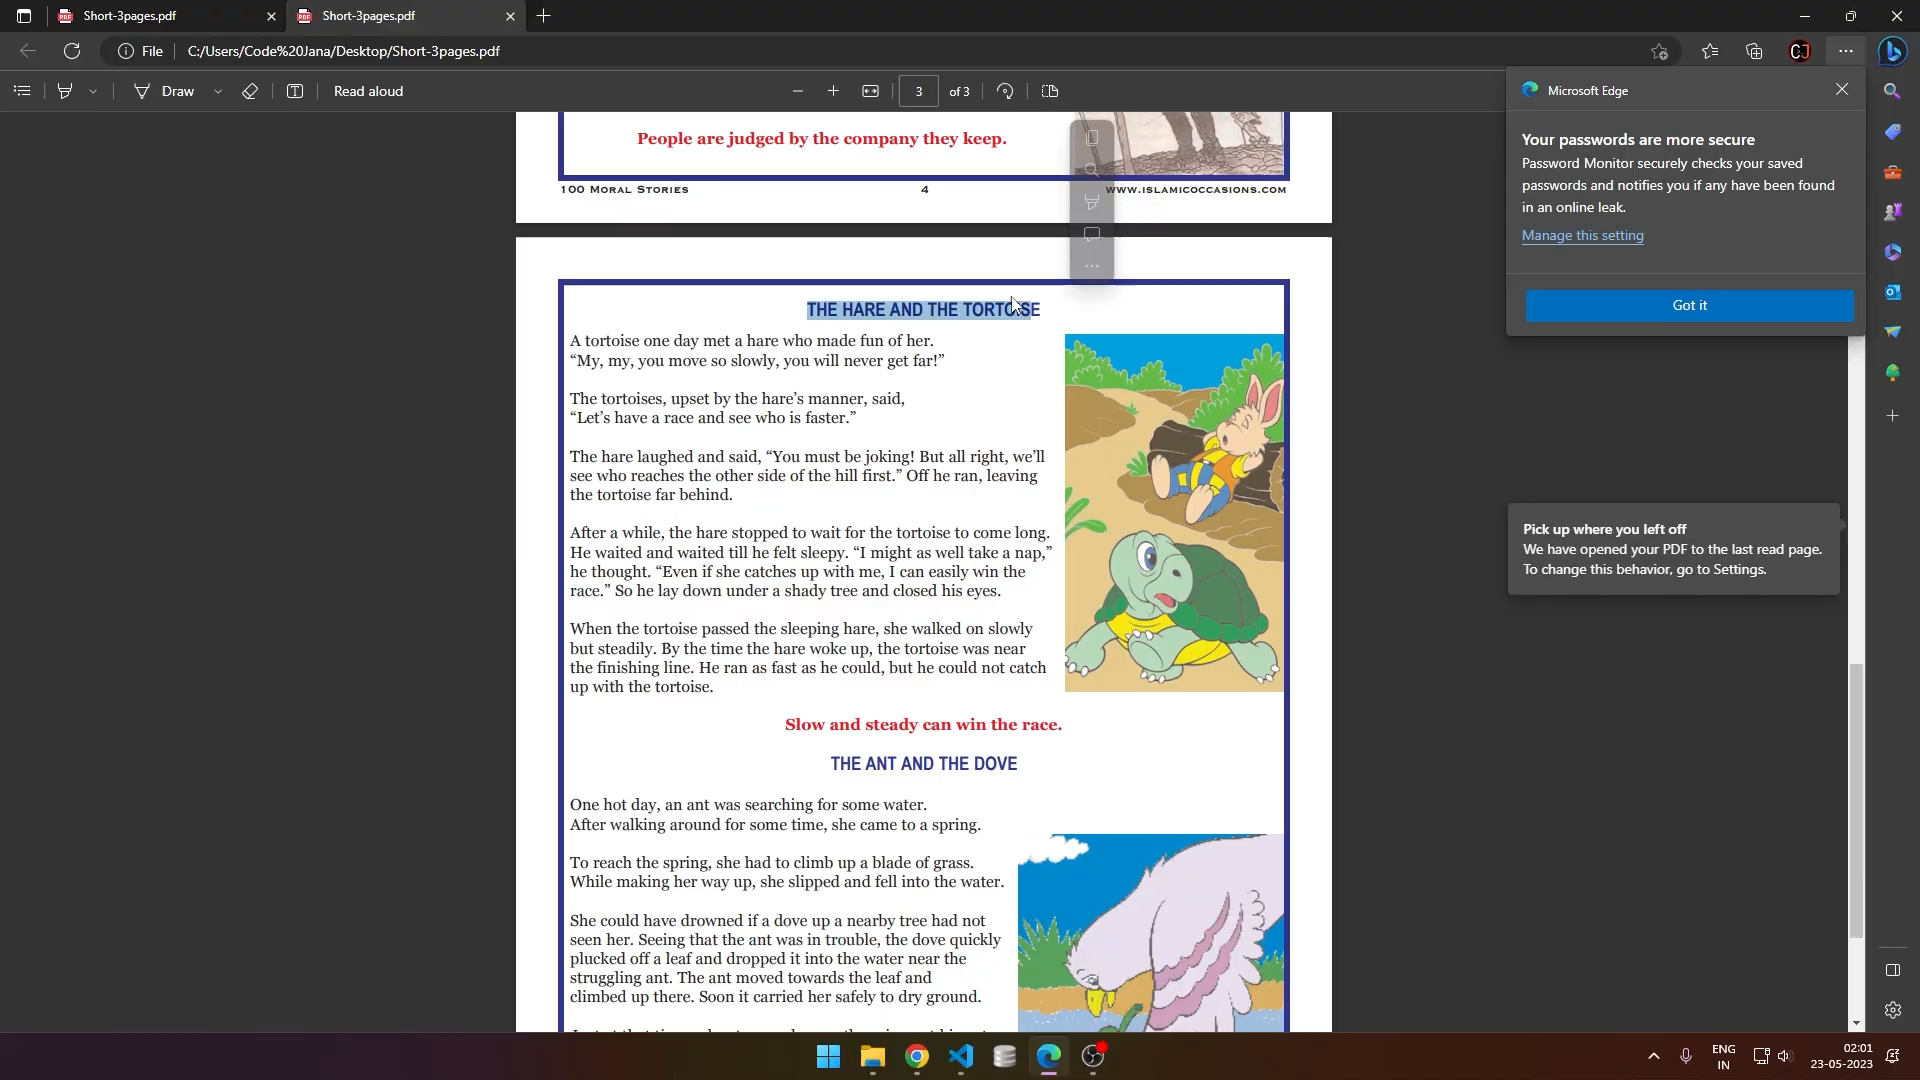 Short-3pages.pdf
Short-3pages.pdf
File
C:/Users/Code%20Jana/Desktop/Short-3pages.pdf
CJ
Draw
Read aloud
3
of 3
People are judged by the company they keep.
100 MORAL STORIES
4
WWW.ISLAMICOCCASIONS.COM
THE HARE AND THE TORTOISE
A tortoise one day met a hare who made fun of her.
“My, my, you move so slowly, you will never get far!”
The tortoises, upset by the hare’s manner, said,
“Let’s have a race and see who is faster.”
The hare laughed and said, “You must be joking! But all right, we’ll
see who reaches the other side of the hill first.” Off he ran, leaving
the tortoise far behind.
After a while, the hare stopped to wait for the tortoise to come long.
He waited and waited till he felt sleepy. “I might as well take a nap,”
he thought. “Even if she catches up with me, I can easily win the
race.” So he lay down under a shady tree and closed his eyes.
When the tortoise passed the sleeping hare, she walked on slowly
but steadily. By the time the hare woke up, the tortoise was near
the finishing line. He ran as fast as he could, but he could not catch
up with the tortoise.
Slow and steady can win the race.
THE ANT AND THE DOVE
One hot day, an ant was searching for some water.
After walking around for some time, she came to a spring.
To reach the spring, she had to climb up a blade of grass.
While making her way up, she slipped and fell into the water.
She could have drowned if a dove up a nearby tree had not
seen her. Seeing that the ant was in trouble, the dove quickly
plucked off a leaf and dropped it into the water near the
struggling ant. The ant moved towards the leaf and
climbed up there. Soon it carried her safely to dry ground.
Microsoft Edge
Your passwords are more secure
Password Monitor securely checks your saved
passwords and notifies you if any have been found
in an online leak.
Manage this setting
Got it
Pick up where you left off
We have opened your PDF to the last read page.
To change this behavior, go to Settings.
ENG
IN
02:01
23-05-2023